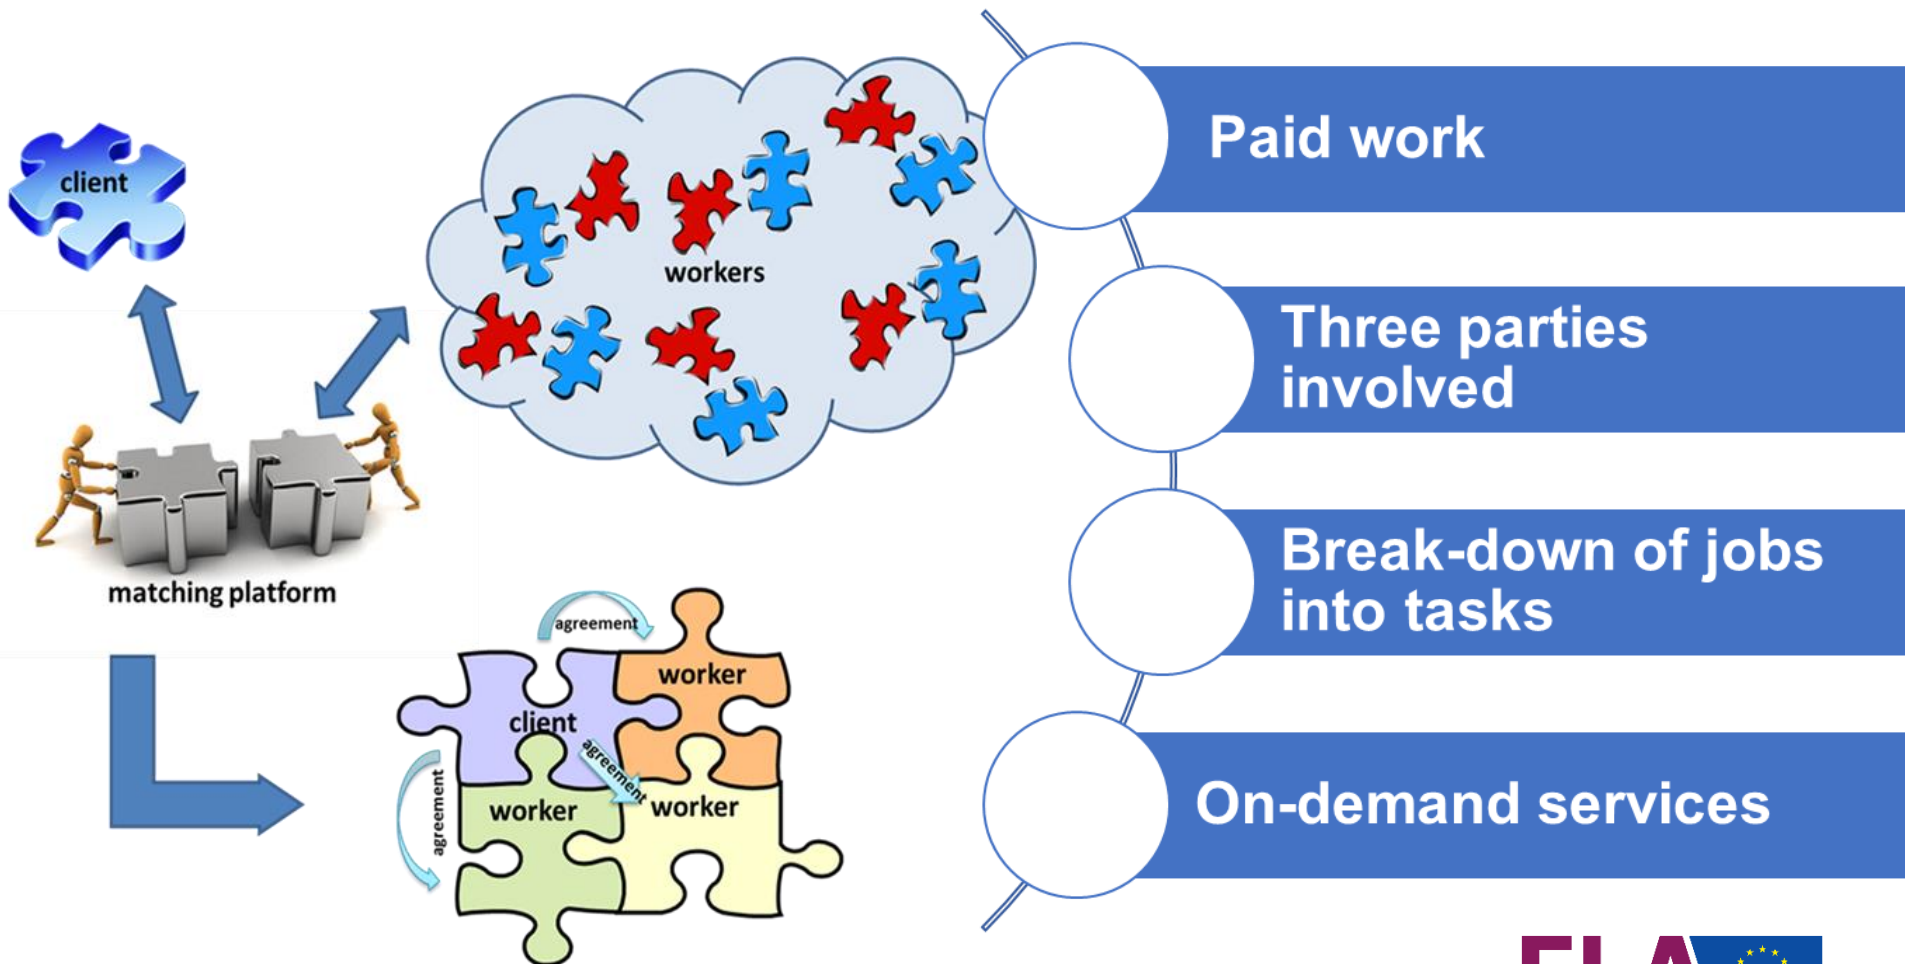 client
workers
matching platform
agreement
worker
client
agreement
agreement
worker
worker
Paid work
Three parties
involved
Break-down of jobs
into tasks
On-demand services
ELA